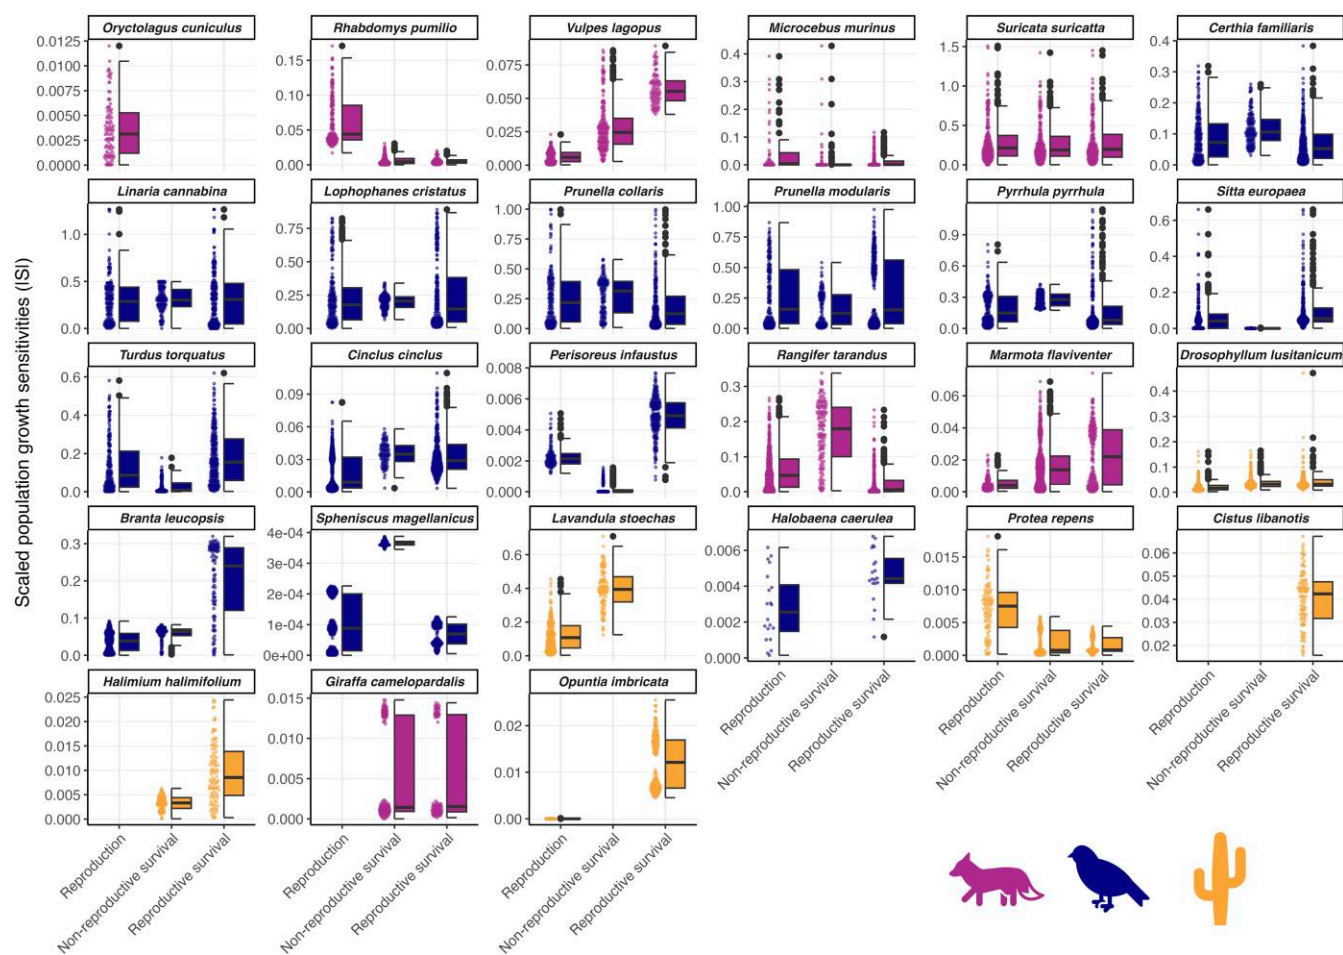 Scaled population growth sensitivities (|S|)
Oryctolagus cuniculus
0.0125
0.0100
0.0075
0.0050
0.0025
0.0000
Rhabdomys pumilio
0.15
0.10
0.05
0.00
Vulpes lagopus
0.075
0.050
0.025
0.000
Microcebus murinus
0.4
0.3
0.2
0.1
0.0
Suricata suricatta
1.5
1.0
0.5
0.0
Certhia familiaris
0.4
0.3
0.2
0.1
0.0
Linaria cannabina
1.0
0.5
0.0
Lophophanes cristatus
0.75
0.50
0.25
0.00
Prunella collaris
1.00
0.75
0.50
0.25
0.00
Prunella modularis
1.00
0.75
0.50
0.25
0.00
Pyrrhula pyrrhula
0.9
0.6
0.3
0.0
Sitta europaea
0.6
0.4
0.2
0.0
Turdus torquatus
0.6
0.4
0.2
0.0
Cinclus cinclus
0.09
0.06
0.03
0.00
Perisoreus infaustus
0.008
0.006
0.004
0.002
0.000
Rangifer tarandus
0.3
0.2
0.1
0.0
Marmota flaviventer
0.06
0.04
0.02
0.00
Drosophyllum lusitanicum
0.4
0.3
0.2
0.1
0.0
Branta leucopsis
0.3
0.2
0.1
0.0
Spheniscus magellanicus
4e-04
3e-04
2e-04
1e-04
0e+00
Lavandula stoechas
0.6
0.4
0.2
0.0
Halobaena caerulea
0.006
0.004
0.002
0.000
Reproduction
Non-reproductive survival
Reproductive survival
Protea repens
0.015
0.010
0.005
0.000
Reproduction
Non-reproductive survival
Reproductive survival
Cistus libanotis
0.06
0.05
0.04
0.03
0.02
Reproduction
Non-reproductive survival
Reproductive survival
Halimium halimifolium
0.025
0.020
0.015
0.010
0.005
0.000
Reproduction
Non-reproductive survival
Reproductive survival
Giraffa camelopardalis
0.015
0.010
0.005
0.000
Reproduction
Non-reproductive survival
Reproductive survival
Opuntia imbricata
0.02
0.01
0.00
Reproduction
Non-reproductive survival
Reproductive survival